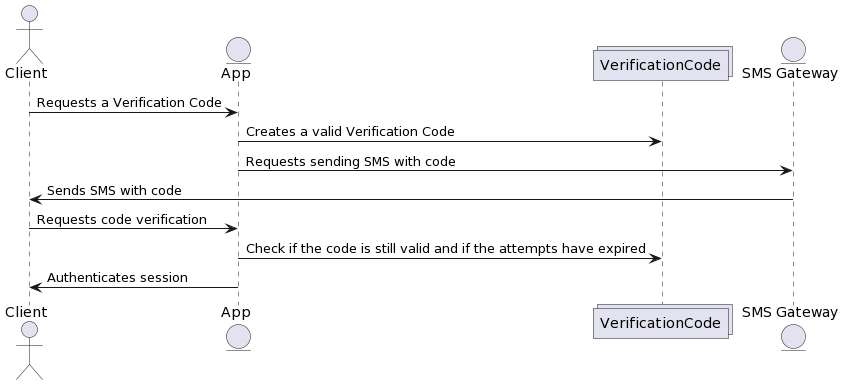 Client
App
VerificationCode
SMS Gateway
Requests a Verification Code
Creates a valid Verification Code
Requests sending SMS with code
Sends SMS with code
Requests code verification
Check if the code is still valid and if the attempts have expired
Authenticates session
Client
App
VerificationCode
SMS Gateway